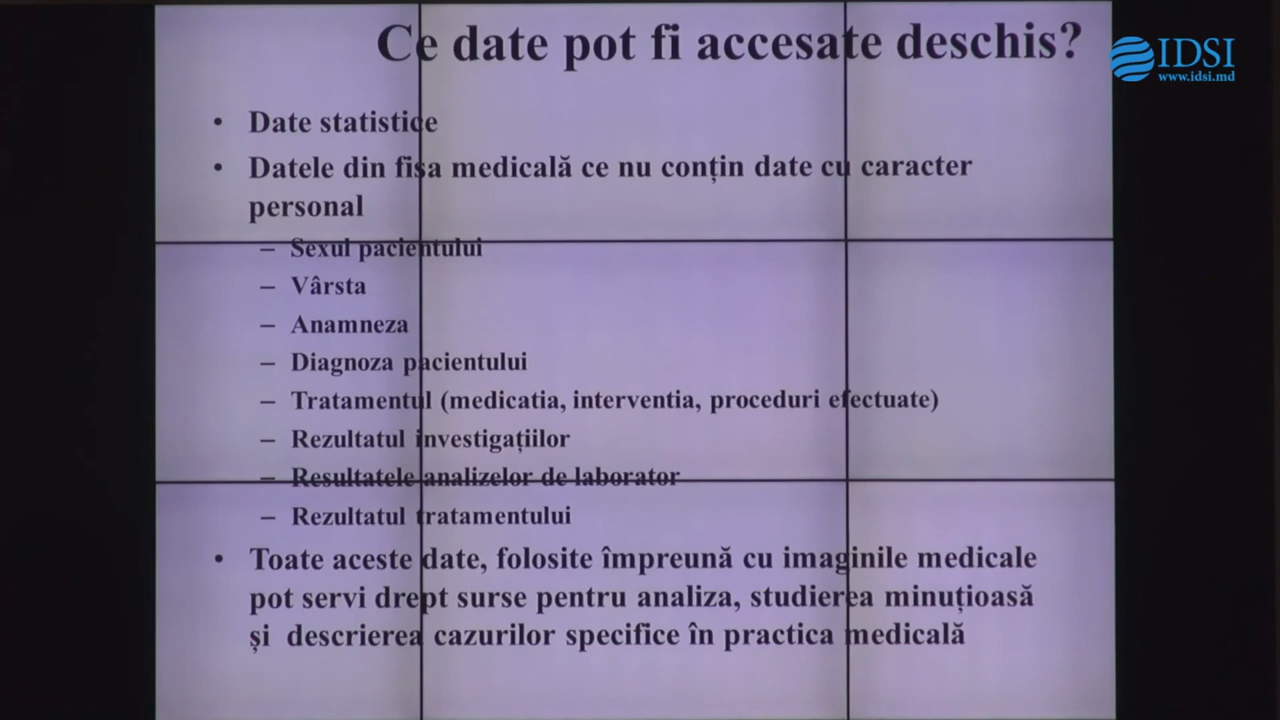 Ce date pot fi accesate deschis?
IDSI
www.idsi.md
• Date statistice
• Datele din fișa medicală ce nu conțin date cu caracter
personal
– Sexul pacientului
– Vârsta
– Anamneza
– Diagnoza pacientului
– Tratamentul (medicatia, interventia, proceduri efectuate)
– Rezultatul investigațiilor
– Resultatele analizelor de laborator
– Rezultatul tratamentului
• Toate aceste date, folosite împreună cu imaginile medicale
pot servi drept surse pentru analiza, studierea minuțioasă
și descrierea cazurilor specifice în practica medicală